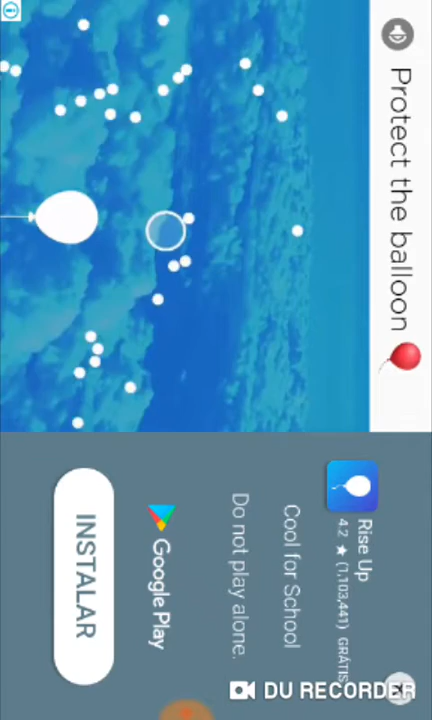 Protect the balloon
Rise Up
4.2 ★ (1,103,441) GRÁTIS
Cool for School
Do not play alone.
Google Play
INSTALAR
DU RECORDER